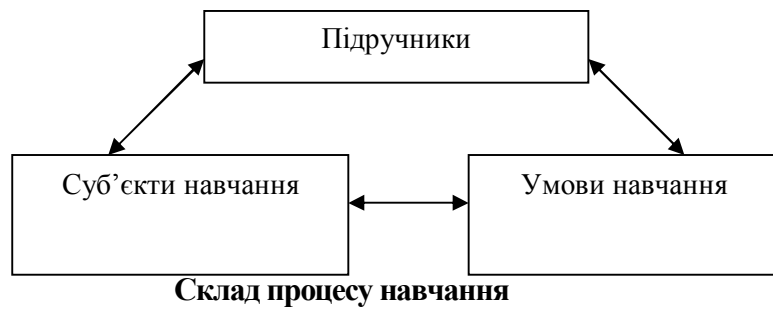 Підручники
Суб’єкти навчання
Умови навчання
Склад процесу навчання